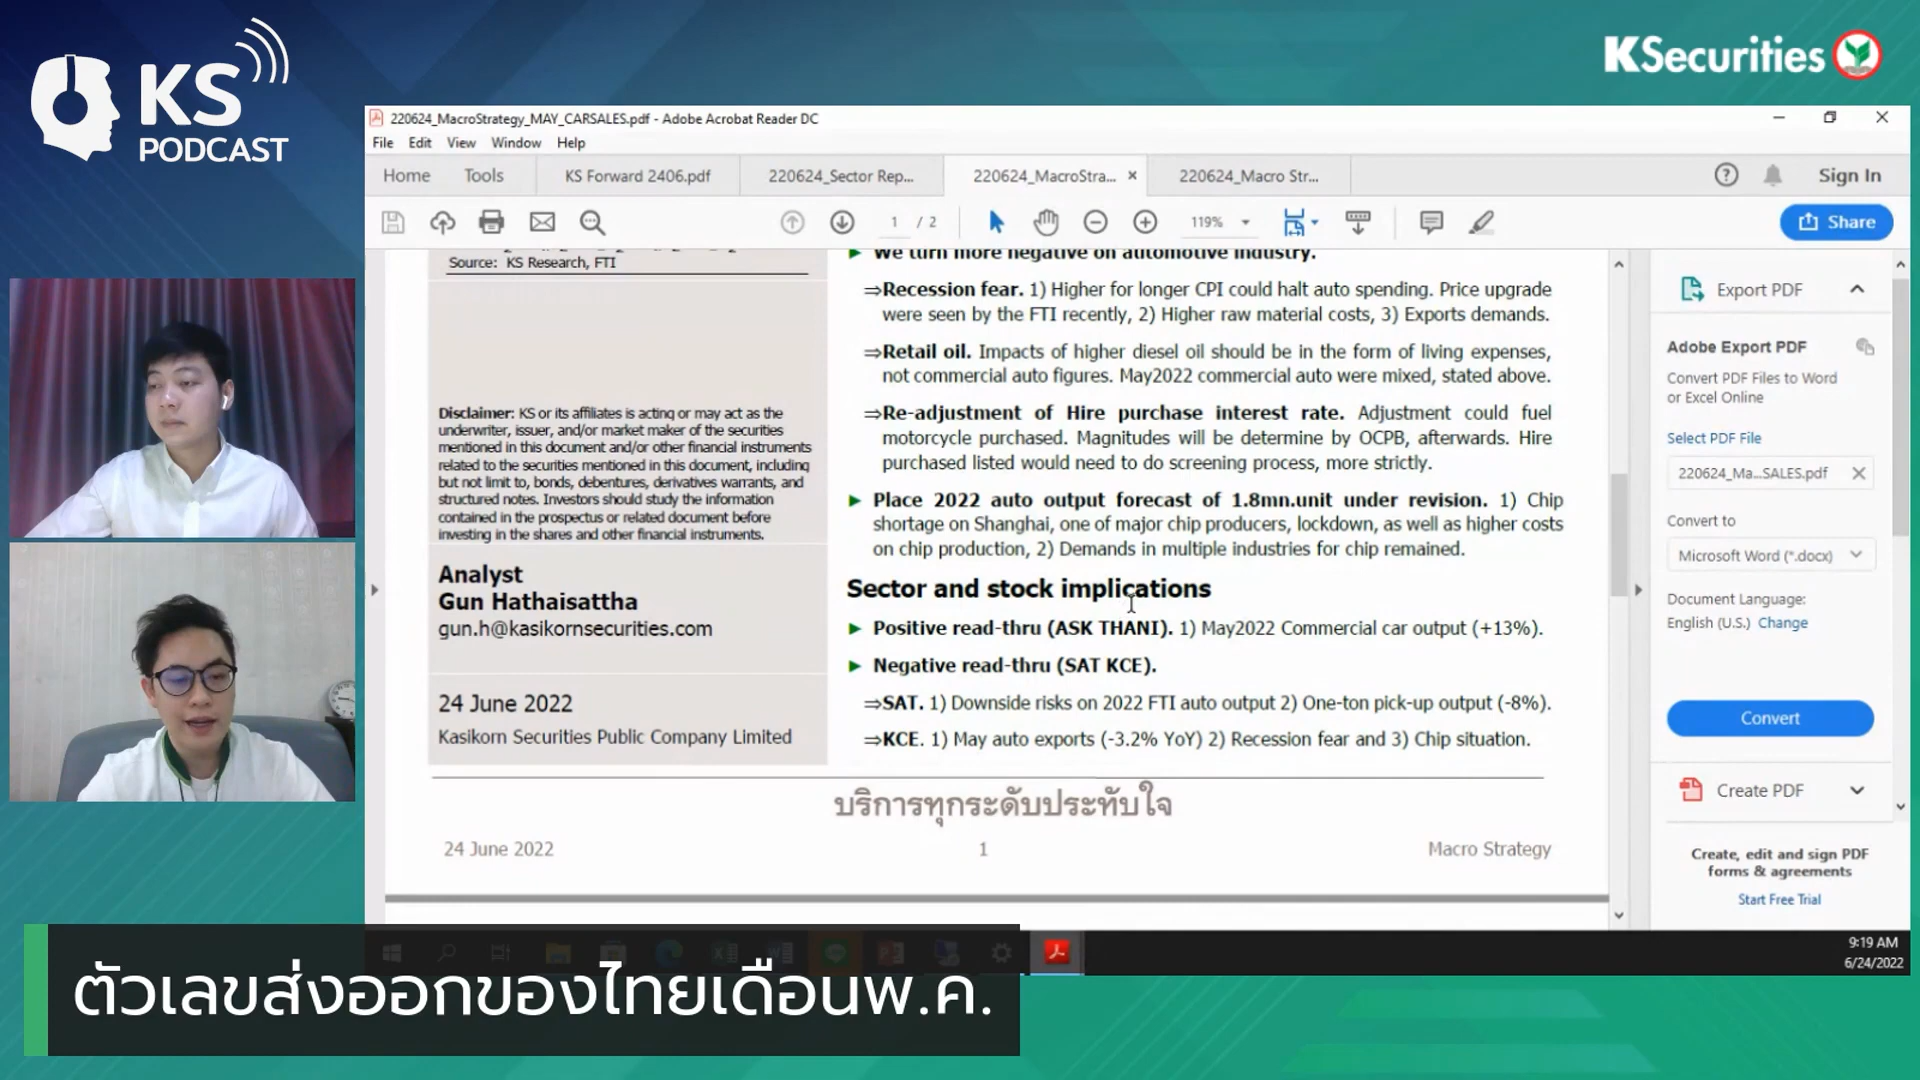 KS
PODCAST
KSecurities
220624_MacroStrategy_MAY_CARSALES.pdf - Adobe Acrobat Reader DC
File Edit View Window Help
Home Tools KS Forward 2406.pdf 220624_Sector Rep... 220624_MacroStra... × 220624_Macro Str... Sign In
1 / 2 119% Share
Source: KS Research, FTI
Disclaimer: KS or its affiliates is acting or may act as the
underwriter, issuer, and/or market maker of the securities
mentioned in this document and/or other financial instruments
related to the securities mentioned in this document, including
but not limit to, bonds, debentures, derivatives warrants, and
structured notes. Investors should study the information
contained in the prospectus or related document before
investing in the shares and other financial instruments.
Analyst
Gun Hathaisattha
gun.h@kasikornsecurities.com
24 June 2022
Kasikorn Securities Public Company Limited
We turn more negative on automotive industry.
⇒Recession fear. 1) Higher for longer CPI could halt auto spending. Price upgrade
were seen by the FTI recently, 2) Higher raw material costs, 3) Exports demands.
⇒Retail oil. Impacts of higher diesel oil should be in the form of living expenses,
not commercial auto figures. May2022 commercial auto were mixed, stated above.
⇒Re-adjustment of Hire purchase interest rate. Adjustment could fuel
motorcycle purchased. Magnitudes will be determine by OCPB, afterwards. Hire
purchased listed would need to do screening process, more strictly.
► Place 2022 auto output forecast of 1.8mn.unit under revision. 1) Chip
shortage on Shanghai, one of major chip producers, lockdown, as well as higher costs
on chip production, 2) Demands in multiple industries for chip remained.
Sector and stock implications
► Positive read-thru (ASK THANI). 1) May2022 Commercial car output (+13%).
► Negative read-thru (SAT KCE).
⇒SAT. 1) Downside risks on 2022 FTI auto output 2) One-ton pick-up output (-8%).
⇒KCE. 1) May auto exports (-3.2% YoY) 2) Recession fear and 3) Chip situation.
บริการทุกระดับประทับใจ
24 June 2022 1 Macro Strategy
Export PDF
Adobe Export PDF
Convert PDF Files to Word
or Excel Online
Select PDF File
220624_Ma...SALES.pdf ×
Convert to
Microsoft Word (*.docx)
Document Language:
English (U.S.) Change
Convert
Create PDF
Create, edit and sign PDF
forms & agreements
Start Free Trial
9:19 AM
6/24/2022
ตัวเลขส่งออกของไทยเดือนพ.ค.